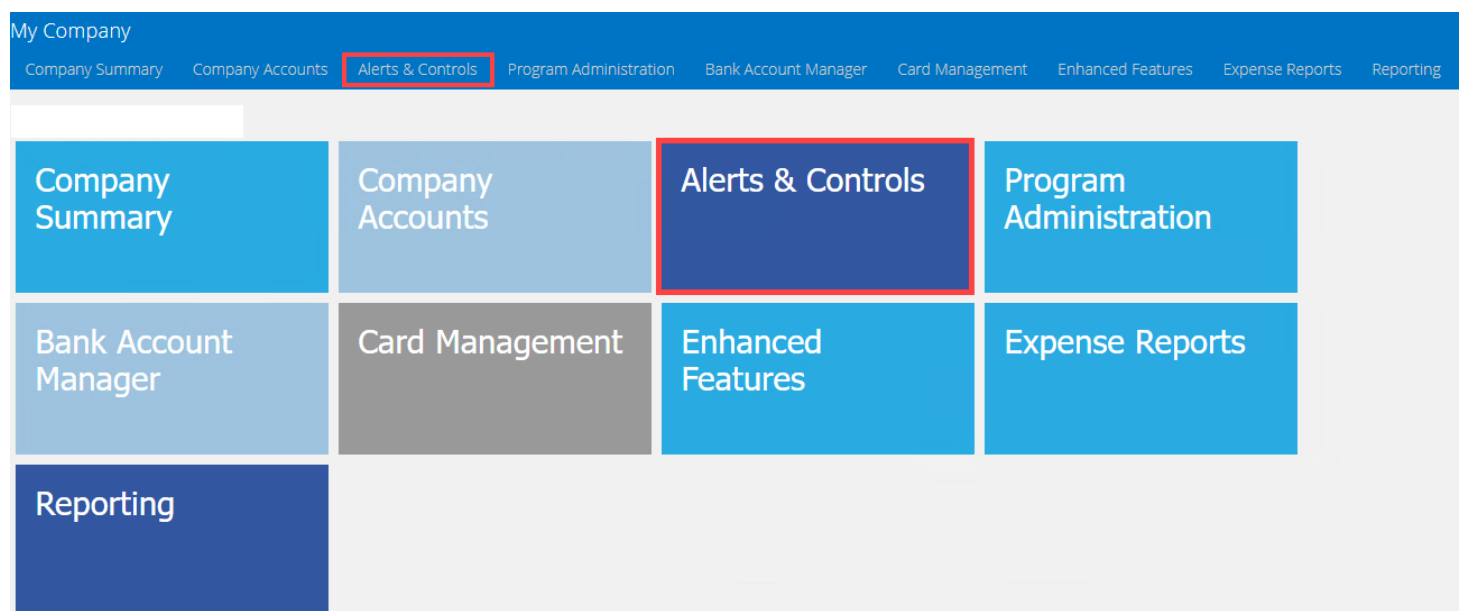 My Company
Company Summary Company Accounts Alerts & Controls Program Administration Bank Account Manager Card Management Enhanced Features Expense Reports Reporting
Company
Summary
Company
Accounts
Alerts & Controls
Program
Administration
Bank Account
Manager
Card Management
Enhanced
Features
Expense Reports
Reporting